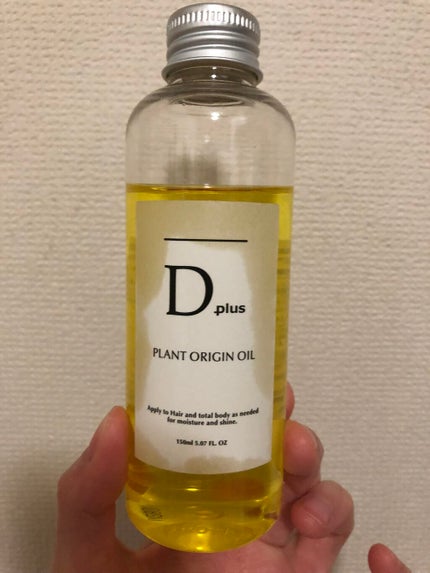 D.plus
PLANT ORIGIN OIL
Apply to Hair and total body as needed
for moisture and shine.
150ml 5.07 FL. OZ